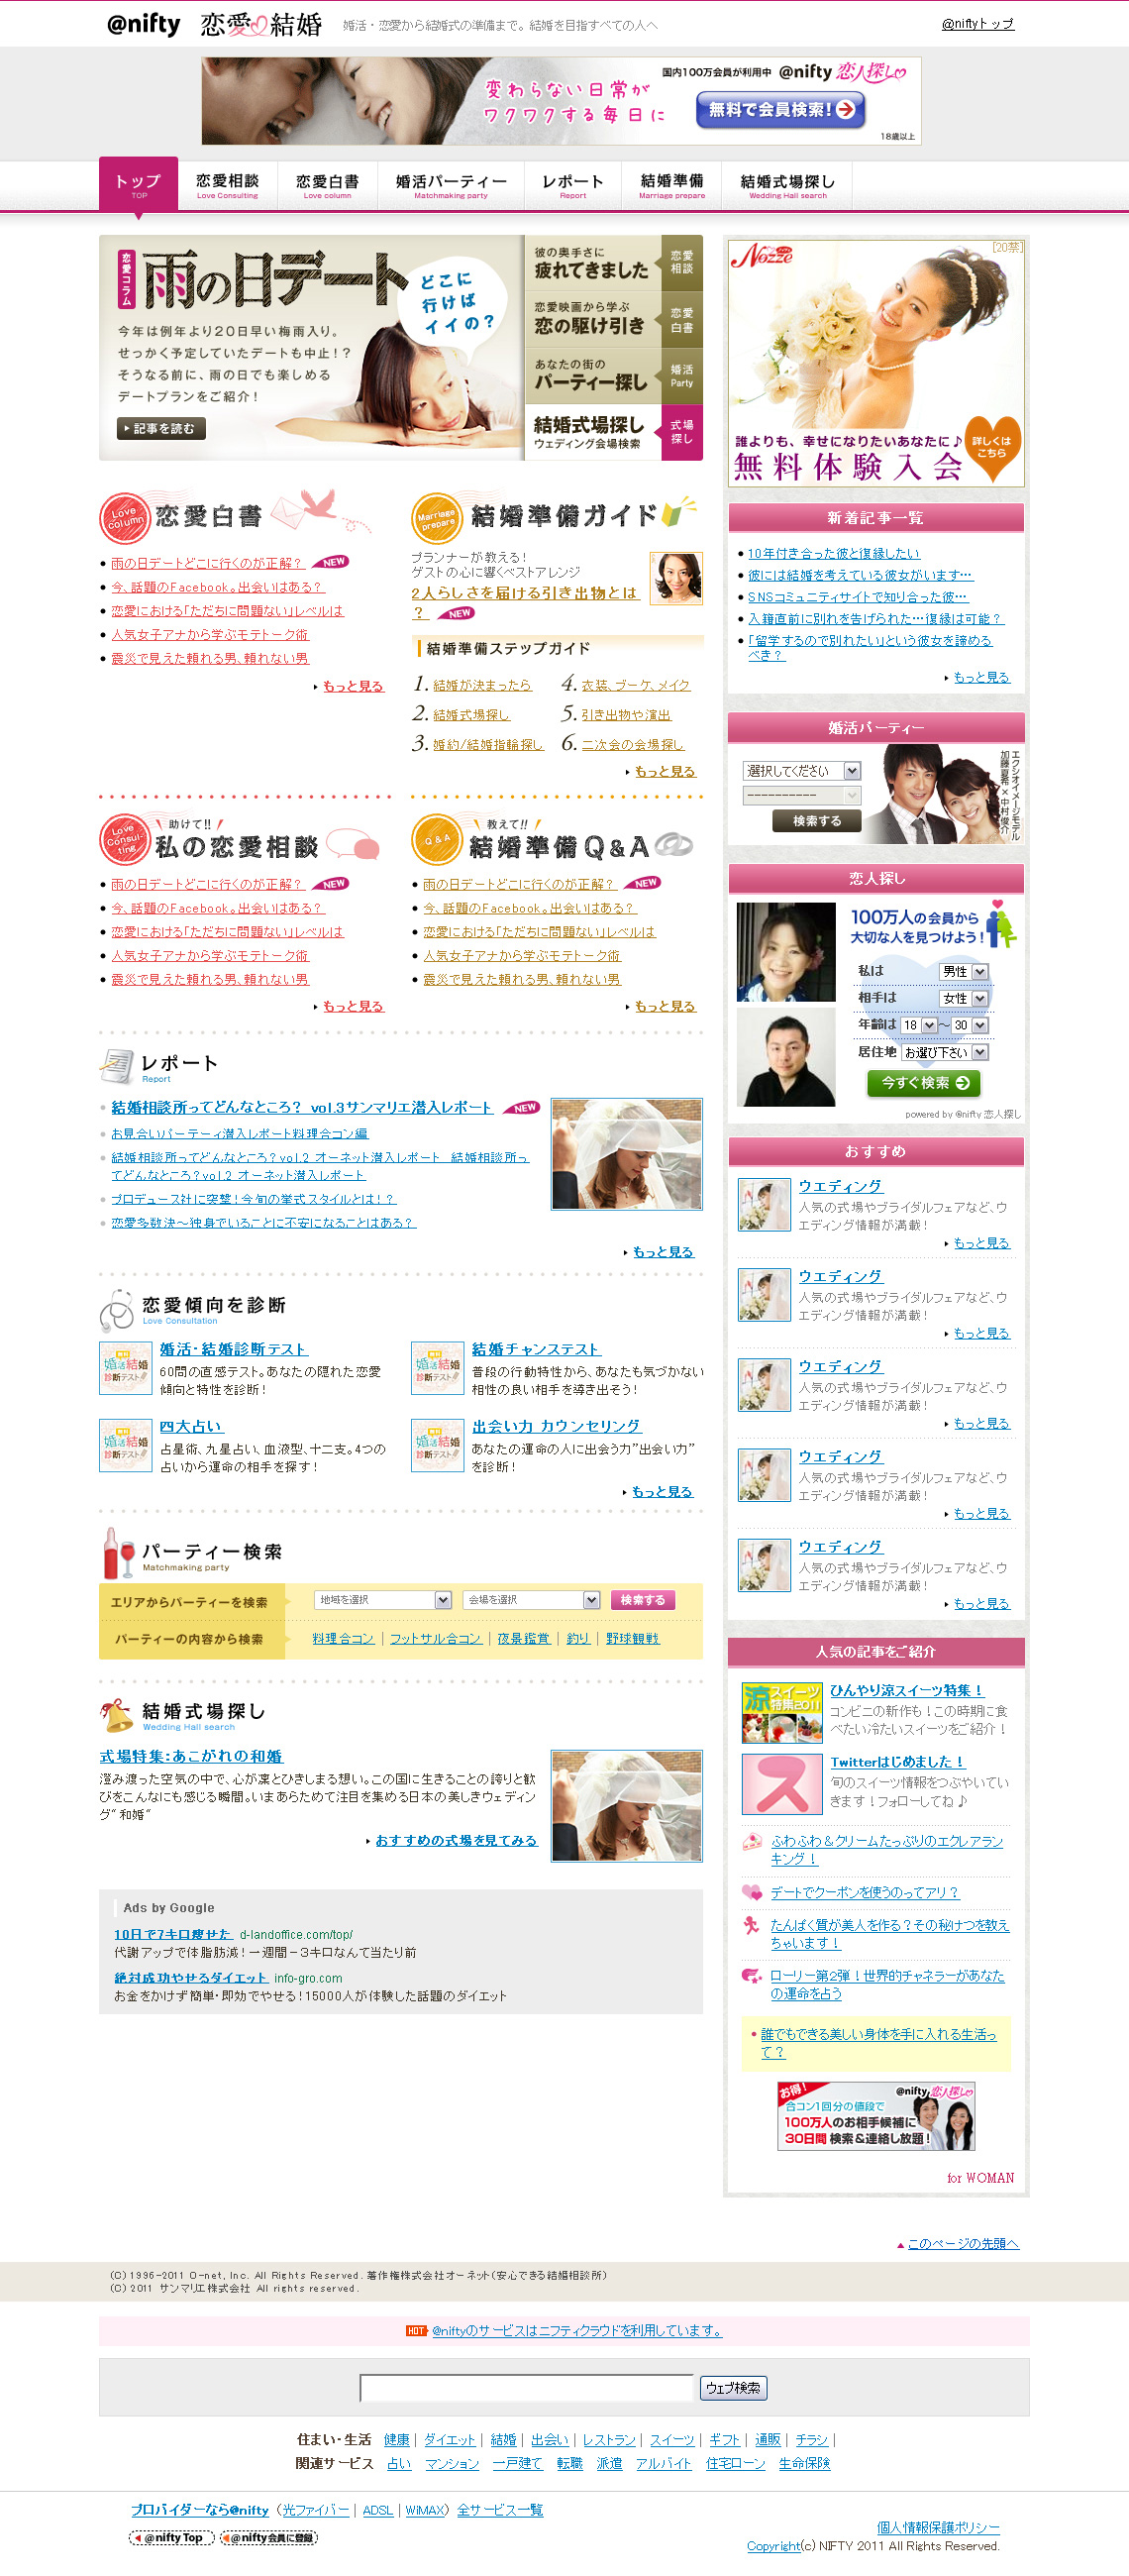 @nifty 恋愛結婚 婚活・恋愛から結婚式の準備まで。結婚を目指すすべての人へ
@niftyトップ
変わらない日常が
ワクワクする毎日に
国内100万会員が利用中 @nifty 恋人探し
無料で会員検索!
18歳以上
トップ TOP
恋愛相談 Love Consulting
恋愛白書 Love column
婚活パーティー Matchmaking party
レポート Report
結婚準備 Marriage prepare
結婚式場探し Wedding Hall search
恋愛コラム
雨の日デート
どこに
行けば
イイの?
今年は例年より20日早い梅雨入り。
せっかく予定していたデートも中止!?
そうなる前に、雨の日でも楽しめる
デートプランをご紹介!
記事を読む
彼の奥手さに
疲れてきました
恋愛相談
恋愛映画から学ぶ
恋の駆け引き
恋愛白書
あなたの街の
パーティー探し
婚活Party
結婚式場探し
ウェディング会場検索
式場探し
Nozze
[20禁]
誰よりも、幸せになりたいあなたに♪
無料体験入会
詳しくは
こちら
Love column
恋愛白書
雨の日デートどこに行くのが正解? NEW
今、話題のFacebook。出会いはある?
恋愛における「ただちに問題ない」レベルは
人気女子アナから学ぶモテトーク術
震災で見えた頼れる男、頼れない男
もっと見る
Marriage prepare
結婚準備ガイド
プランナーが教える!
ゲストの心に響くベストアレンジ
2人らしさを届ける引き出物とは
? NEW
結婚準備ステップガイド
1. 結婚が決まったら
4. 衣装、ブーケ、メイク
2. 結婚式場探し
5. 引き出物や演出
3. 婚約/結婚指輪探し
6. 二次会の会場探し
もっと見る
新着記事一覧
10年付き合った彼と復縁したい
彼には結婚を考えている彼女がいます…
SNSコミュニティサイトで知り合った彼…
入籍直前に別れを告げられた…復縁は可能?
「留学するので別れたい」という彼女を諦める
べき?
もっと見る
婚活パーティー
選択してください
----------
検索する
エクシオイメージモデル
加藤夏希×中村俊介
Love Consulting
助けて!!
私の恋愛相談
雨の日デートどこに行くのが正解? NEW
今、話題のFacebook。出会いはある?
恋愛における「ただちに問題ない」レベルは
人気女子アナから学ぶモテトーク術
震災で見えた頼れる男、頼れない男
もっと見る
Q&A
教えて!!
結婚準備Q&A
雨の日デートどこに行くのが正解? NEW
今、話題のFacebook。出会いはある?
恋愛における「ただちに問題ない」レベルは
人気女子アナから学ぶモテトーク術
震災で見えた頼れる男、頼れない男
もっと見る
恋人探し
100万人の会員から
大切な人を見つけよう!
私は 男性
相手は 女性
年齢は 18 ～ 30
居住地 お選び下さい
今すぐ検索
powered by @nifty 恋人探し
レポート
Report
結婚相談所ってどんなところ? vol.3サンマリエ潜入レポート NEW
お見合いパーティ潜入レポート料理合コン編
結婚相談所ってどんなところ?vol.2 オーネット潜入レポート 結婚相談所っ
てどんなところ?vol.2 オーネット潜入レポート
プロデュース社に突撃!今旬の挙式スタイルとは!?
恋愛多数決～独身でいることに不安になることはある?
もっと見る
おすすめ
ウエディング
人気の式場やブライダルフェアなど、ウ
エディング情報が満載!
もっと見る
ウエディング
人気の式場やブライダルフェアなど、ウ
エディング情報が満載!
もっと見る
ウエディング
人気の式場やブライダルフェアなど、ウ
エディング情報が満載!
もっと見る
ウエディング
人気の式場やブライダルフェアなど、ウ
エディング情報が満載!
もっと見る
ウエディング
人気の式場やブライダルフェアなど、ウ
エディング情報が満載!
もっと見る
恋愛傾向を診断
Love Consultation
婚活結婚
診断テスト
婚活・結婚診断テスト
60問の直感テスト。あなたの隠れた恋愛
傾向と特性を診断!
婚活結婚
診断テスト
結婚チャンステスト
普段の行動特性から、あなたも気づかない
相性の良い相手を導き出そう!
婚活結婚
診断テスト
四大占い
占星術、九星占い、血液型、十二支。4つの
占いから運命の相手を探す!
婚活結婚
診断テスト
出会い力 カウンセリング
あなたの運命の人に出会う力”出会い力”
を診断!
もっと見る
パーティー検索
Matchmaking party
エリアからパーティーを検索 地域を選択 会場を選択 検索する
パーティーの内容から検索 料理合コン | フットサル合コン | 夜景鑑賞 | 釣り | 野球観戦
結婚式場探し
Wedding Hall search
式場特集:あこがれの和婚
澄み渡った空気の中で、心が凛とひきしまる想い。この国に生きることの誇りと歓
びをこんなにも感じる瞬間。いまあらためて注目を集める日本の美しきウェディン
グ“和婚“
おすすめの式場を見てみる
人気の記事をご紹介
涼スイーツ
特集2011
ひんやり涼スイーツ特集!
コンビニの新作も!この時期に食
べたい冷たいスイーツをご紹介!
ス
Twitterはじめました!
旬のスイーツ情報をつぶやいてい
きます!フォローしてね♪
ふわふわ＆クリームたっぷりのエクレアラン
キング!
デートでクーポンを使うのってアリ?
たんぱく質が美人を作る?その秘けつを教え
ちゃいます!
ローリー第2弾!世界的チャネラーがあなた
の運命を占う
誰でもできる美しい身体を手に入れる生活っ
て?
お得!
@nifty 恋人探し
合コン1回分の値段で
100万人のお相手候補に
30日間 検索&連絡し放題!
for WOMAN
Ads by Google
10日で7キロ痩せた d-landoffice.com/top/
代謝アップで体脂肪減!一週間－3キロなんて当たり前
絶対成功やせるダイエット info-gro.com
お金をかけず簡単・即効でやせる!15000人が体験した話題のダイエット
このページの先頭へ
(C) 1996-2011 O-net, Inc. All Rights Reserved. 著作権株式会社オーネット(安心できる結婚相談所)
(C) 2011 サンマリエ株式会社 All rights reserved.
HOT @niftyのサービスはニフティクラウドを利用しています。
ウェブ検索
住まい・生活 健康 | ダイエット | 結婚 | 出会い | レストラン | スイーツ | ギフト | 通販 | チラシ |
関連サービス 占い マンション 一戸建て 転職 派遣 アルバイト 住宅ローン 生命保険
プロバイダーなら@nifty (光ファイバー | ADSL | WiMAX) 全サービス一覧
@nifty Top
@nifty会員に登録
個人情報保護ポリシー
Copyright(c) NIFTY 2011 All Rights Reserved.